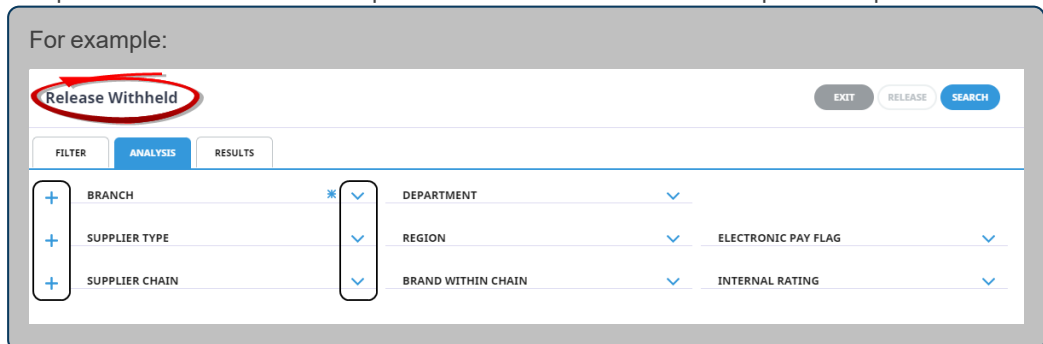 For example:
Release Withheld
EXIT RELEASE SEARCH
FILTER ANALYSIS RESULTS
+ BRANCH * DEPARTMENT
+ SUPPLIER TYPE REGION ELECTRONIC PAY FLAG
+ SUPPLIER CHAIN BRAND WITHIN CHAIN INTERNAL RATING